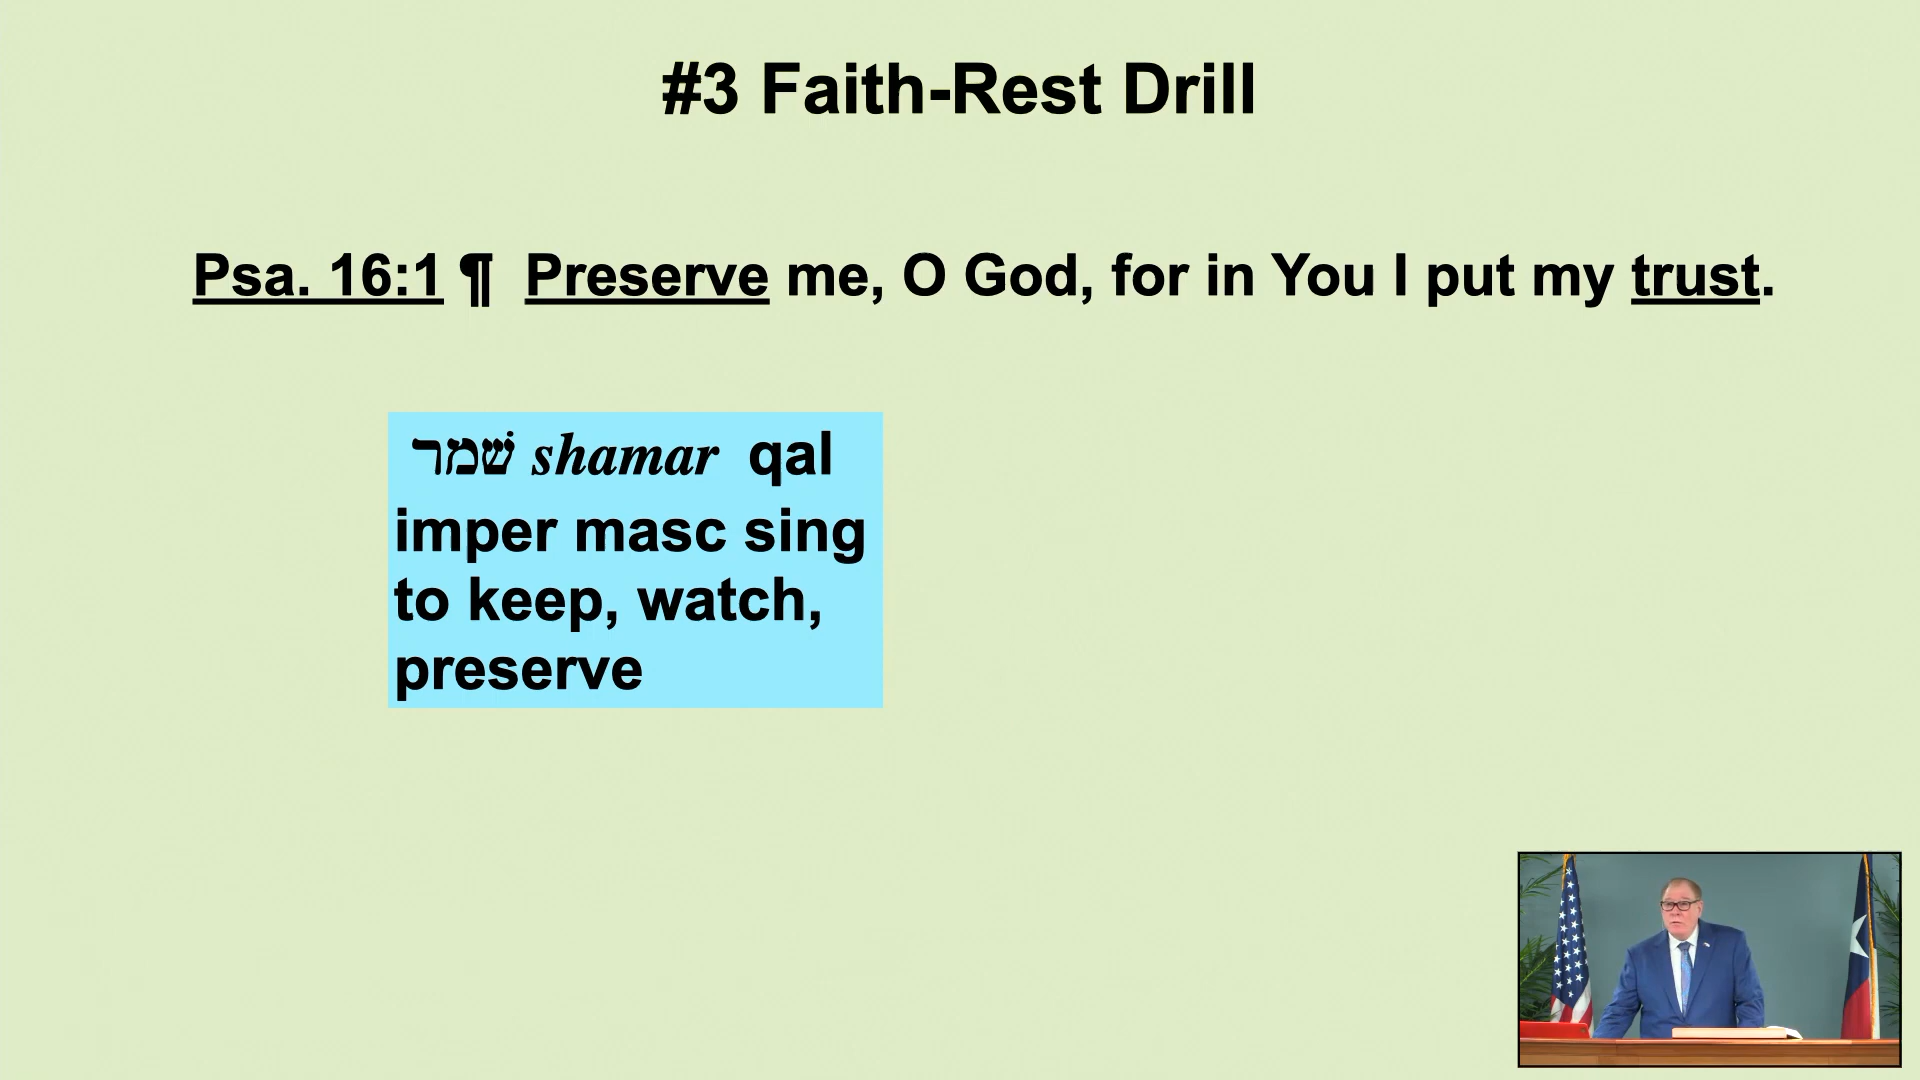 #3 Faith-Rest Drill
Psa. 16:1 ¶ Preserve me, O God, for in You I put my trust.
שׁמר shamar qal
imper masc sing
to keep, watch,
preserve